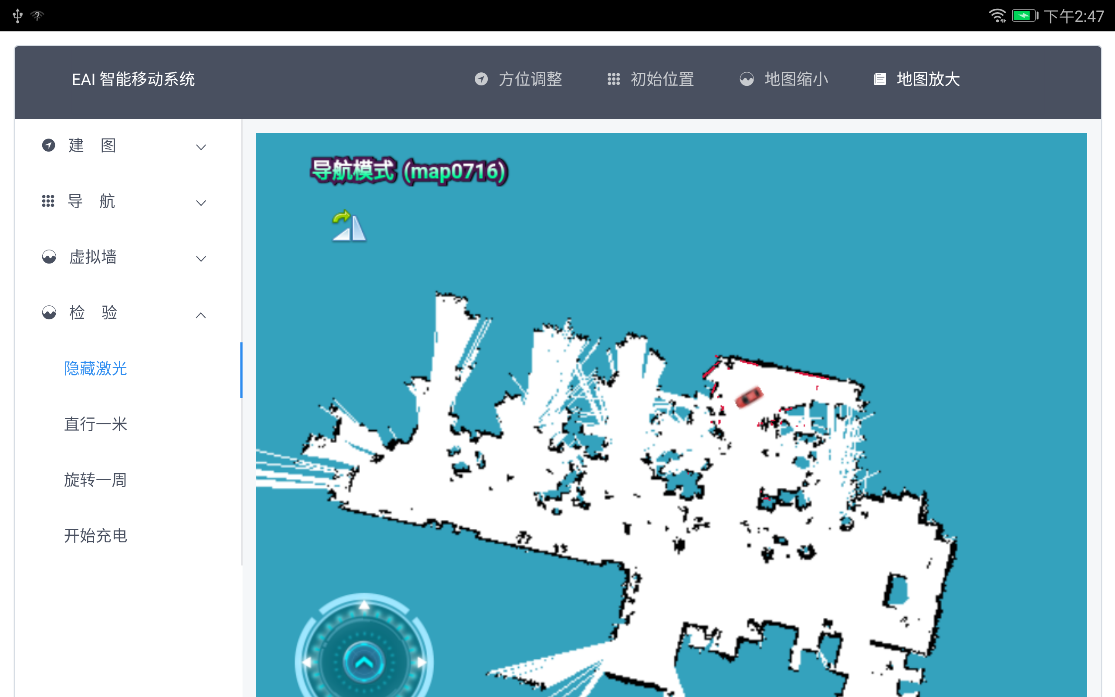 下午2:47
EAI 智能移动系统
方位调整
初始位置
地图缩小
地图放大
建 图
导 航
虚拟墙
检 验
隐藏激光
直行一米
旋转一周
开始充电
导航模式 (map0716)